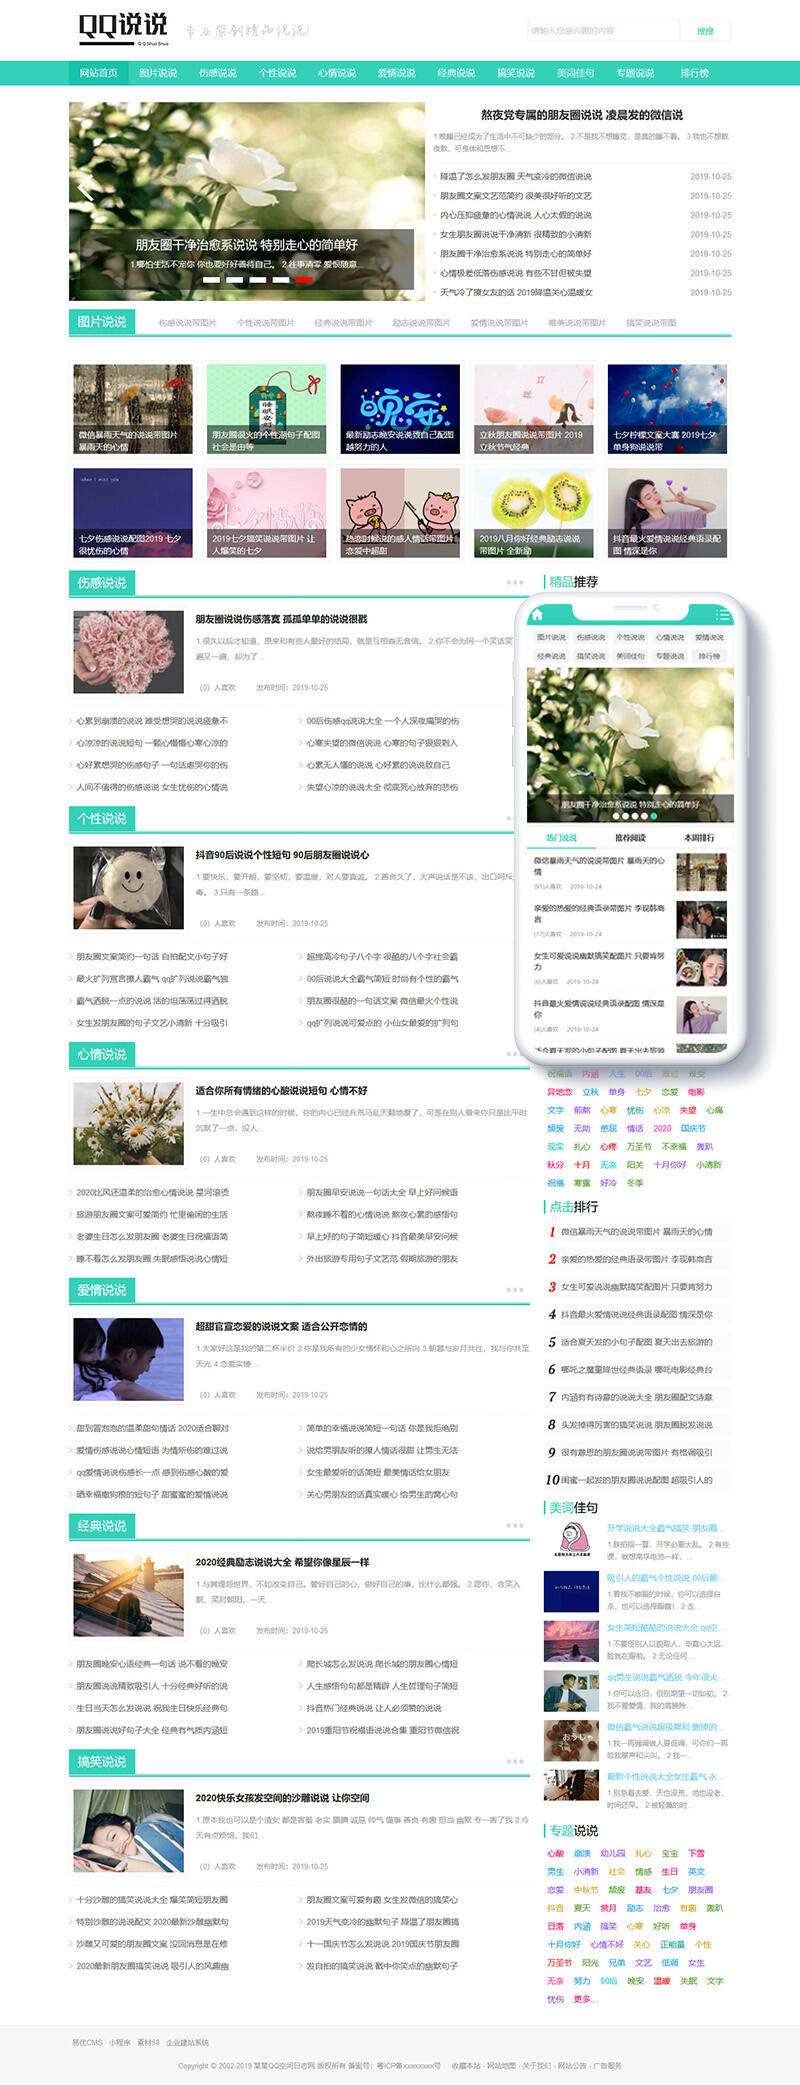 QQ说说
QQ Shuo Shuo
专业原创精品说说
请输入您感兴趣的内容
搜搜
网站首页 图片说说 伤感说说 个性说说 心情说说 爱情说说 经典说说 搞笑说说 美词佳句 专题说说 排行榜
朋友圈干净治愈系说说 特别走心的简单好
1.哪怕生活不宠你 你也要好好善待自己。 2.往事清零 爱恨随意...
熬夜党专属的朋友圈说说 凌晨发的微信说
1.晚睡已经成为了生活中不可缺少的部分。 2.不是我不想睡觉，是真的睡不着。 3.我也不想熬
夜熬，可身体和思想不...
降温了怎么发朋友圈 天气变冷的微信说说 2019-10-25
朋友圈文案文艺范简约 很美很好听的文艺 2019-10-25
内心压抑疲惫的心情说说 人心太假的说说 2019-10-25
女生朋友圈说说干净清新 很精致的小清新 2019-10-25
朋友圈干净治愈系说说 特别走心的简单好 2019-10-25
心情极差低落伤感说说 有些不甘但被失望 2019-10-25
天气冷了撩女友的话 2019降温关心温暖女 2019-10-25
图片说说
伤感说说带图片 个性说说带图片 经典说说带图片 励志说说带图片 爱情说说带图片 唯美说说带图片 搞笑说说带图
微信暴雨天气的说说带图片
暴雨天的心情
朋友圈很火的个性潮句子配图
社会是由等
晚安
最新励志晚安说说致自己配图
越努力的人
立秋朋友圈说说带图片 2019
立秋节气经典
七夕柠檬文案大赛 2019七夕
单身狗说说带
when I miss you
七夕伤感说说配图2019 七夕
很忧伤的心情
2019七夕搞笑说说带图片 让
人爆笑的七夕
热恋时候说的感人情话带图片
恋爱中超甜
2019八月你好经典励志说说
带图片 全新励
抖音最火爱情说说经典语录配
图 情深是你
伤感说说
朋友圈说说伤感落寞 孤孤单单的说说很戳
1.很久以后才知道，原来和有些人最好的结局，就是互相杳无音信。 2.你不会为同一个笑话笑了
遍又一遍，却为了...
（0）人喜欢 发布时间：2019-10-25
心累到崩溃的说说 难受想哭的说说疲惫不
00后伤感qq说说大全 一个人深夜痛哭的伤
心凉凉的说说短句 一颗心慢慢心寒心凉的
心寒失望的微信说说 心寒的句子狠狠刺入
心好累想哭的伤感句子 一句话虐哭你的伤
心累无人懂的说说 心好累的说说致自己
人间不值得的伤感说说 女生忧伤的心情说
失望心凉的说说大全 彻底死心放弃的悲伤
个性说说
抖音90后说说个性短句 90后朋友圈说说心
1.要快乐，要开朗，要坚韧，要温暖，对人要真诚。 2.善良久了，大声说话是不该，出口呵斥
毒。 3.只有一条路...
（0）人喜欢 发布时间：2019-10-25
朋友圈文案简约一句话 自拍配文小句子好
超拽高冷句子八个字 很酷的八个字社会霸
最火扩列宣言撩人霸气 qq扩列说说霸气独
00后说说大全霸气简短 时尚有个性的霸气
霸气洒脱一点的说说 活的坦荡荡过得洒脱
朋友圈很酷的一句话文案 微信最火个性说
女生发朋友圈的句子文艺小清新 十分吸引
qq扩列说说可爱点的 小仙女最爱的扩列句
心情说说
适合你所有情绪的心酸说说短句 心情不好
1.一生中总会遇到这样的时候，你的内心已经兵荒马乱天翻地覆了，可是在别人看来你只是比平时
沉默了一点，没人...
（0）人喜欢 发布时间：2019-10-25
2020比风还温柔的治愈心情说说 星河滚烫
朋友圈早安说说一句话大全 早上好问候语
旅游朋友圈文案可爱简约 忙里偷闲的生活
熬夜睡不着的心情说说 熬夜心累的感悟句
老婆生日怎么发朋友圈 老婆生日祝福语简
早上好的句子简短暖心 抖音最美早安问候
睡不着怎么发朋友圈 失眠感悟说说心情短
外出旅游专用句子文艺范 假期旅游的朋友
爱情说说
超甜官宣恋爱的说说文案 适合公开恋情的
1.大家好这是我的第二杯半价 2.你是我所有的少女情怀和心之所向 3.朝暮与岁月共往，我与你共至
天光 4.恋爱实锤 ...
（0）人喜欢 发布时间：2019-10-25
甜到冒泡泡的温柔甜句情话 2020适合聊对
简单的幸福说说简短一句话 你是我拒绝别
爱情伤感说说心情短语 为情所伤的难过说
说给男朋友听的撩人情话很甜 让男生无法
qq爱情说说伤感长一点 感到伤感心酸的爱
女生最爱听的话简短 最美情话给女朋友
晒幸福撒狗粮的短句子 甜蜜蜜的爱情说说
关心男朋友的话真实暖心 给男生的窝心句
经典说说
2020经典励志说说大全 希望你像星辰一样
1.与其埋怨世界，不如改变自己。管好自己的心，做好自己的事，比什么都强。 2.愿你，含笑入
眠，笑对朝阳，一天...
（0）人喜欢 发布时间：2019-10-25
朋友圈晚安心语经典一句话 说不着的晚安
爬长城怎么发说说 爬长城的朋友圈心情短
朋友圈说说精致吸引人 十分经典好听的说
人生感悟句句都是精辟 人生哲理句子简短
生日当天怎么发说说 祝我生日快乐经典句
抖音热门经典说说 让人必须赞的说说
朋友圈说说好句子大全 经典有气质内涵短
2019重阳节祝福语说说合集 重阳节微信祝
搞笑说说
2020快乐女孩发空间的沙雕说说 让你空间
1.原本我也可以是个渣女 都是害羞 老实 腼腆 诚恳 帅气 懂事 善良 有趣 担当 幽默 专一害了我 2.今
天有点烦恼，我们...
（0）人喜欢 发布时间：2019-10-25
十分沙雕的搞笑说说大全 爆笑简短朋友圈
朋友圈文案可爱有趣 女生发微信的搞笑心
特别沙雕的说说配文 2020最新沙雕幽默句
2019天气变冷的幽默句子 降温了朋友圈搞
沙雕又可爱的朋友圈文案 没回消息是在修
十一国庆节怎么发说说 2019国庆节朋友圈
2020最新朋友圈搞笑说说 吸引人的风趣幽
发自拍的搞笑说说 戳中你笑点的幽默句子
精品推荐
图片说说 伤感说说 个性说说 心情说说 爱情说说
经典说说 搞笑说说 美词佳句 专题说说 排行榜
朋友圈干净治愈系说说 特别走心的简单好
热门说说 推荐阅读 本周排行
微信暴雨天气的说说带图片 暴雨天的心
情
(91)人喜欢 2019-10-24
亲爱的热爱的经典语录带图片 李现韩商
言
(17)人喜欢 2019-10-24
女生可爱说说幽默搞笑配图片 只要肯努
力
(6)人喜欢 2019-10-24
抖音最火爱情说说经典语录配图 情深是
你
(4)人喜欢 2019-10-24
适合夏天发的小句子配图 夏天出去旅游
祝福语 内涵 人生 00后 难过 难受
异地恋 立秋 单身 七夕 恋爱 电影
文字 煎熬 心寒 忧伤 心凉 失望 心痛
颓废 无助 憋屈 情话 2020 国庆节
现实 扎心 心疼 万圣节 不幸福 轰趴
秋分 十月 无奈 阳关 十月你好 小清新
祝福 寒露 好冷 冬季
点击排行
1 微信暴雨天气的说说带图片 暴雨天的心情
2 亲爱的热爱的经典语录带图片 李现韩商言
3 女生可爱说说幽默搞笑配图片 只要肯努力
4 抖音最火爱情说说经典语录配图 情深是你
5 适合夏天发的小句子配图 夏天出去旅游的
6 哪吒之魔童降世经典语录 哪吒电影经典台
7 内涵有有诗意的说说大全 朋友圈配文诗意
8 头发掉得厉害的搞笑说说 朋友圈脱发说说
9 很有意思的朋友圈说说带图片 有格调吸引
10 闺蜜一起发的朋友圈说说配图 超吸引人的
美词佳句
开学说说大全霸气搞笑 朋友圈...
1.肤掐指一算，开学必要大乱。 2.有些
课，就想南孚电池一样，...
吸引人的霸气个性说说 00后最...
1.看我不顺眼的时候，你可以选择自
杀，也可以选择跟瞎！ 2.走...
女生简短酷酷的说说大全 qq空...
1.不要怪别人以貌取人，毕竟心太远，
脸就在眼前。 2.无论任何...
qq男生说说霸气洒脱 今年很火...
1.你可以念旧，但别期望一切如初。 2.
我不要爱情，我的肩膀除...
微信霸气说说超级犀利 删掉的...
1.我一再强调做人要低调，可你们一再
给我掌声和尖叫。 2.我一...
最新个性说说大全女生霸气 永...
1.别急着去爱，天也没荒，地也没老，
时间还早。 2.被轻漏的时...
专题说说
心酸 崩溃 幼儿园 扎心 宝宝 下雪
男生 小清新 社会 情感 生日 英文
恋爱 中秋节 颓废 基友 七夕 朋友圈
抖音 夏天 赏月 励志 治愈 有趣 轰趴
日落 内涵 搞笑 心寒 好听 单身
十月你好 心情不好 关心 正能量 个性
万圣节 阳光 兄弟 文艺 低调 女生
无奈 努力 90后 晚安 温暖 失眠 文字
忧伤 更多...
易优CMS 小程序 素材58 企业建站系统
Copyright © 2002-2019 某某QQ空间日志网 版权所有 备案号：粤ICP备xxxxxxxx号 收藏本站 - 网站地图 - 关于我们 - 网站公告 - 广告服务